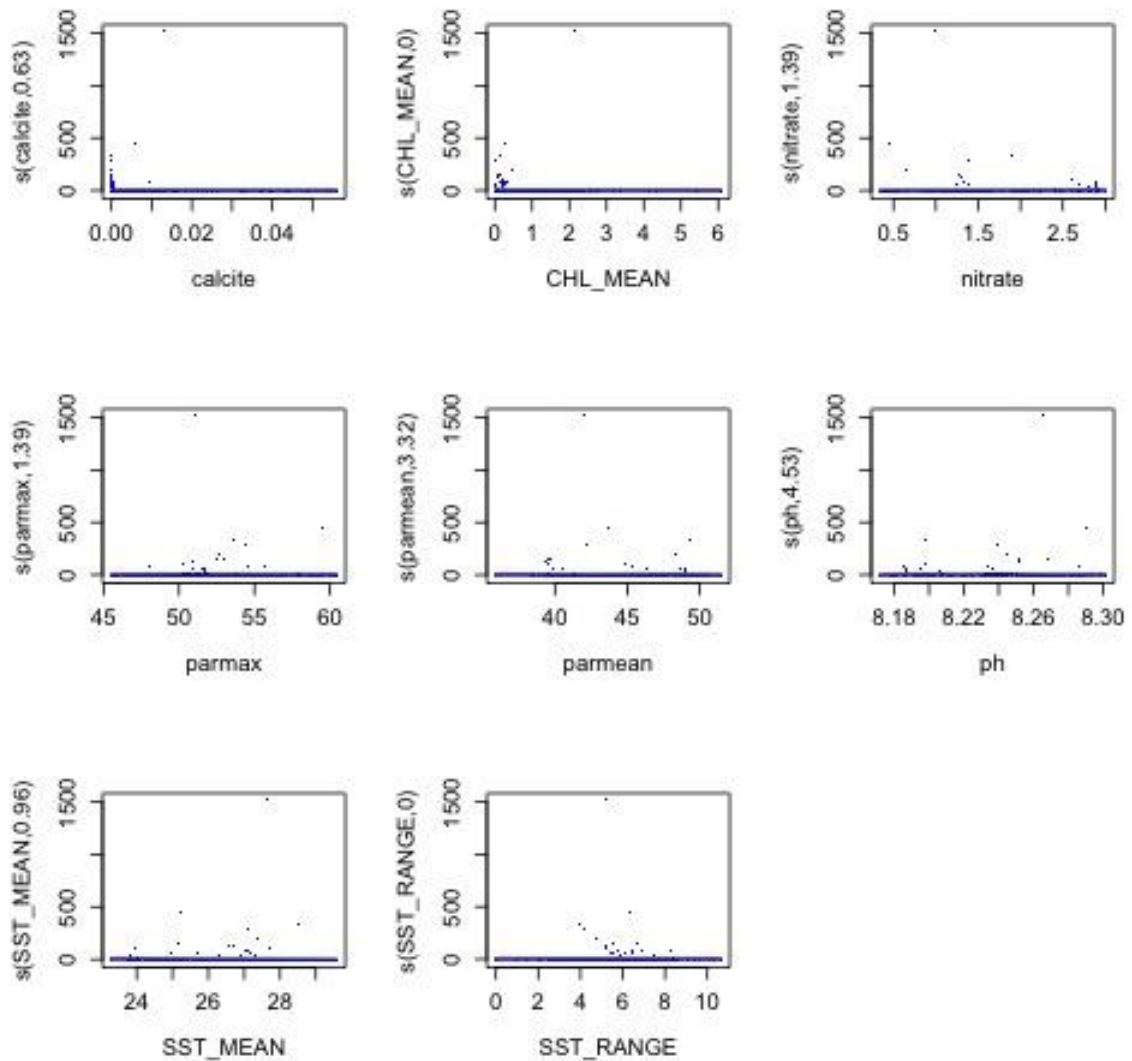 s(calcite,0.63)
1500
500
0
0.00 0.02 0.04
calcite
s(CHL_MEAN,0)
1500
500
0
0 1 2 3 4 5 6
CHL_MEAN
s(nitrate,1.39)
1500
500
0
0.5 1.5 2.5
nitrate
s(parmax,1.39)
1500
500
0
45 50 55 60
parmax
s(parmean,3.32)
1500
500
0
40 45 50
parmean
s(ph,4.53)
1500
500
0
8.18 8.22 8.26 8.30
ph
s(SST_MEAN,0.96)
1500
500
0
24 26 28
SST_MEAN
s(SST_RANGE,0)
1500
500
0
0 2 4 6 8 10
SST_RANGE